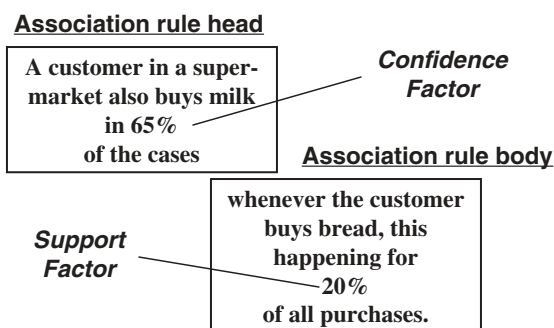 Association rule head
A customer in a super-
market also buys milk
in 65%
of the cases
Confidence
Factor
Association rule body
whenever the customer
buys bread, this
happening for
20%
of all purchases.
Support
Factor